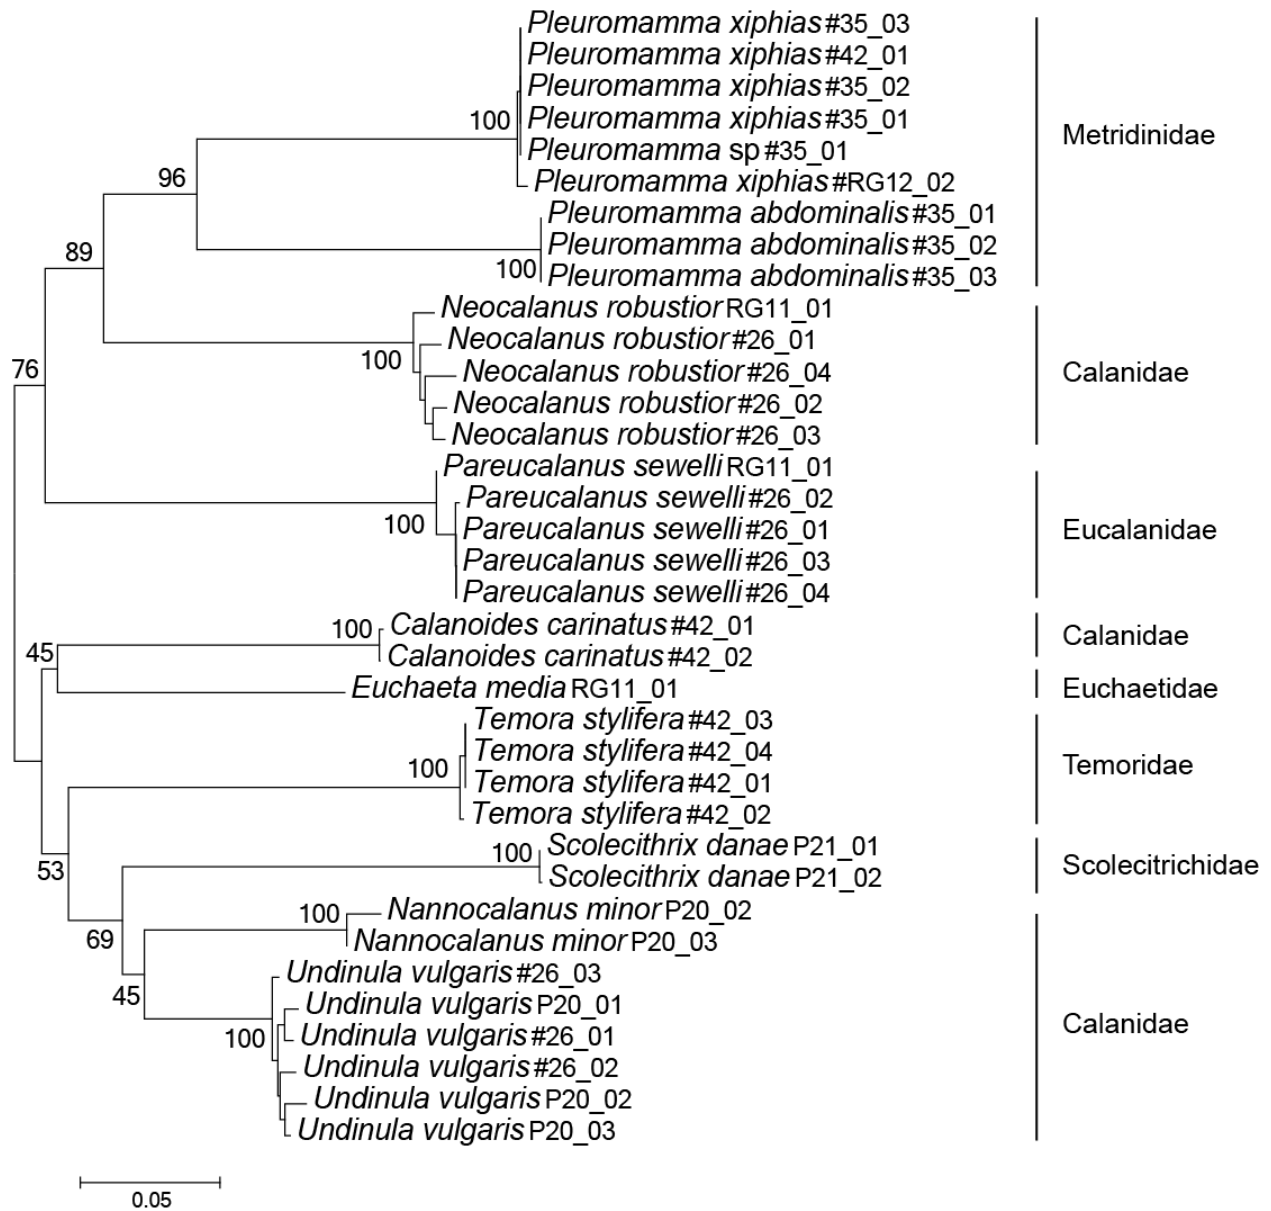 Pleuromamma xiphias #35_03
Pleuromamma xiphias #42_01
Pleuromamma xiphias #35_02
Pleuromamma xiphias #35_01
100
Metridinidae
Pleuromamma sp #35_01
96
Pleuromamma xiphias #RG12_02
Pleuromamma abdominalis #35_01
89
Pleuromamma abdominalis #35_02
100
Pleuromamma abdominalis #35_03
Neocalanus robustior RG11_01
Neocalanus robustior #26_01
100
76
Neocalanus robustior #26_04
Calanidae
Neocalanus robustior #26_02
Neocalanus robustior #26_03
Pareucalanus sewelli RG11_01
Pareucalanus sewelli #26_02
100
Pareucalanus sewelli #26_01
Eucalanidae
Pareucalanus sewelli #26_03
Pareucalanus sewelli #26_04
100
Calanoides carinatus #42_01
Calanidae
45
Calanoides carinatus #42_02
Euchaeta media RG11_01
Euchaetidae
Temora stylifera #42_03
Temora stylifera #42_04
100
Temoridae
Temora stylifera #42_01
Temora stylifera #42_02
Scolecithrix danae P21_01
100
Scolecitrichidae
53
Scolecithrix danae P21_02
100
Nannocalanus minor P20_02
69
Nannocalanus minor P20_03
Undinula vulgaris #26_03
45
Undinula vulgaris P20_01
Calanidae
100
Undinula vulgaris #26_01
Undinula vulgaris #26_02
Undinula vulgaris P20_02
Undinula vulgaris P20_03
0.05